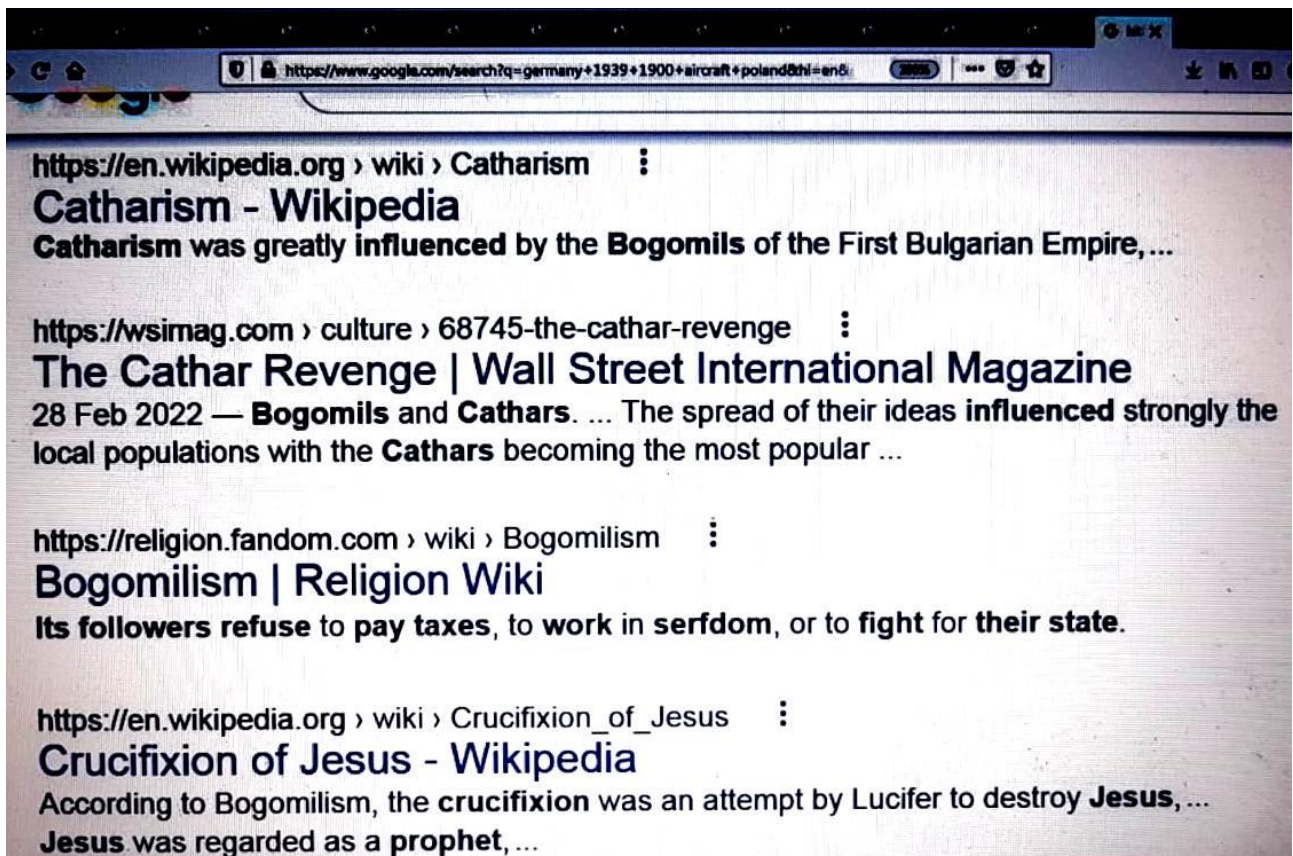 https://www.google.com/search?q=germany+1939+1900+aircraft+poland&hl=en&
Google
https://en.wikipedia.org › wiki › Catharism
Catharism - Wikipedia
Catharism was greatly influenced by the Bogomils of the First Bulgarian Empire, ...
https://wsimag.com › culture › 68745-the-cathar-revenge
The Cathar Revenge | Wall Street International Magazine
28 Feb 2022 — Bogomils and Cathars. ... The spread of their ideas influenced strongly the
local populations with the Cathars becoming the most popular ...
https://religion.fandom.com › wiki › Bogomilism
Bogomilism | Religion Wiki
Its followers refuse to pay taxes, to work in serfdom, or to fight for their state.
https://en.wikipedia.org › wiki › Crucifixion_of_Jesus
Crucifixion of Jesus - Wikipedia
According to Bogomilism, the crucifixion was an attempt by Lucifer to destroy Jesus, ...
Jesus was regarded as a prophet, ...